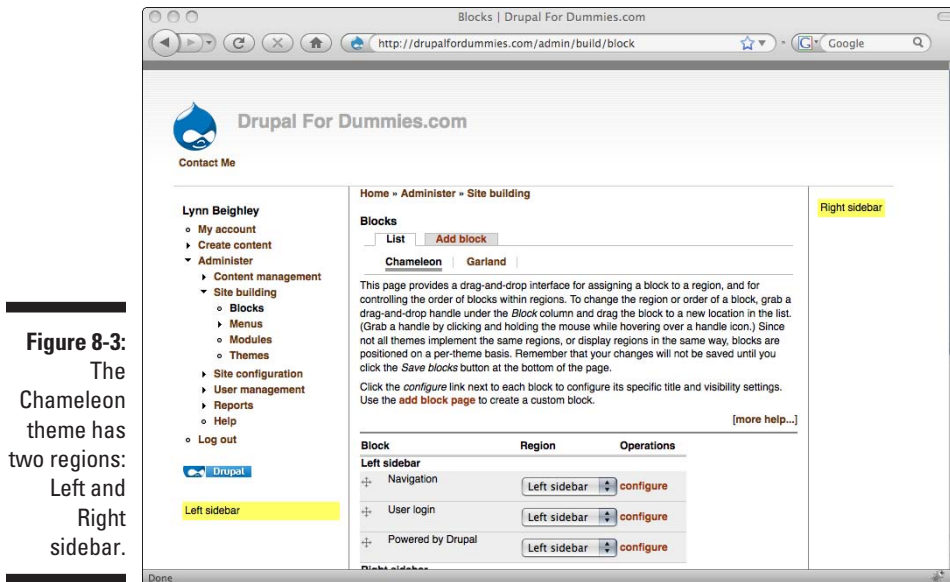 Blocks | Drupal For Dummies.com
http://drupalfordummies.com/admin/build/block
Google
Drupal For Dummies.com
Contact Me
Lynn Beighley
My account
Create content
Administer
Content management
Site building
Blocks
Menus
Modules
Themes
Site configuration
User management
Reports
Help
Log out
Drupal
Left sidebar
Home » Administer » Site building
Blocks
List Add block
Chameleon Garland
This page provides a drag-and-drop interface for assigning a block to a region, and for
controlling the order of blocks within regions. To change the region or order of a block, grab a
drag-and-drop handle under the Block column and drag the block to a new location in the list.
(Grab a handle by clicking and holding the mouse while hovering over a handle icon.) Since
not all themes implement the same regions, or display regions in the same way, blocks are
positioned on a per-theme basis. Remember that your changes will not be saved until you
click the Save blocks button at the bottom of the page.
Click the configure link next to each block to configure its specific title and visibility settings.
Use the add block page to create a custom block.
[more help...]
Block Region Operations
Left sidebar
Navigation Left sidebar configure
User login Left sidebar configure
Powered by Drupal Left sidebar configure
Right sidebar
Right sidebar
Done
Figure 8-3:
The
Chameleon
theme has
two regions:
Left and
Right
sidebar.